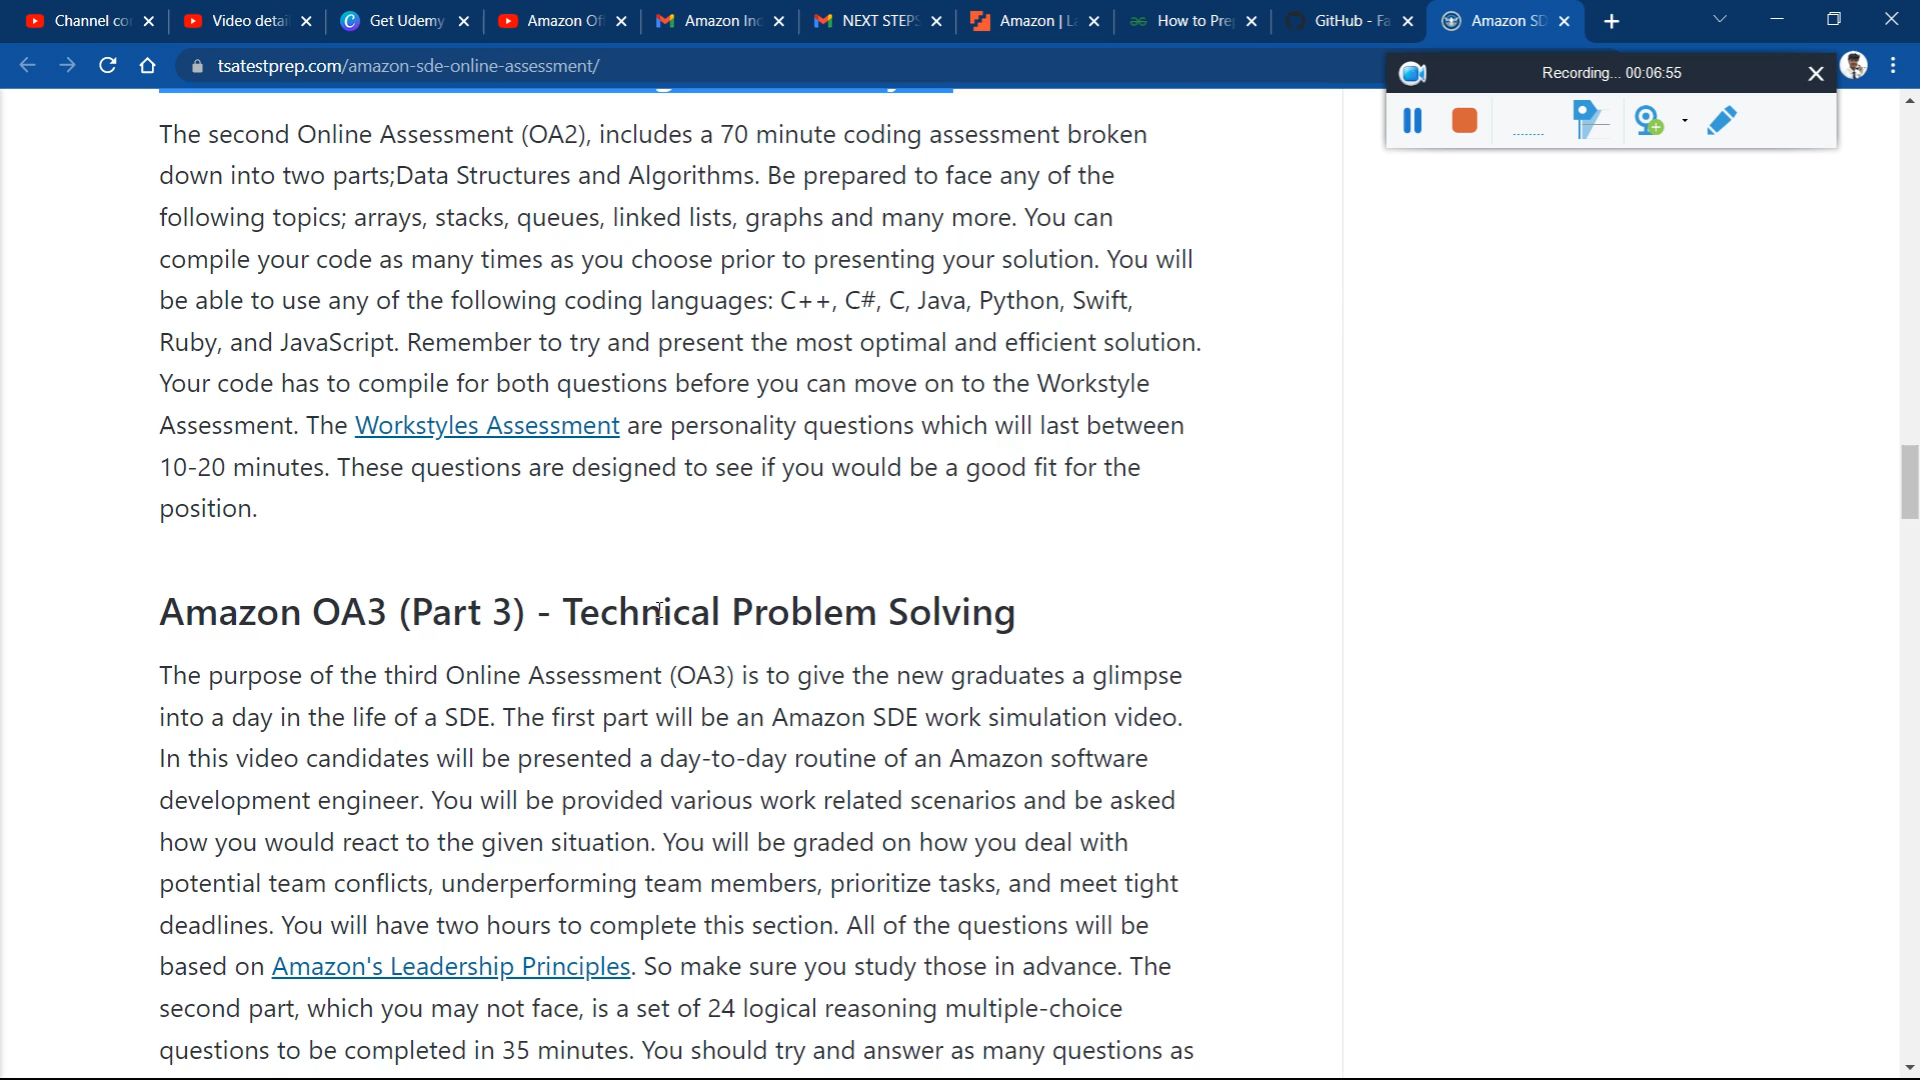 Channel co
Video detai
Get Udemy
Amazon Of
Amazon In
NEXT STEPS
Amazon | L
How to Pre
GitHub - Fa
Amazon SD
tsatestprep.com/amazon-sde-online-assessment/
Recording... 00:06:55
The second Online Assessment (OA2), includes a 70 minute coding assessment broken
down into two parts;Data Structures and Algorithms. Be prepared to face any of the
following topics; arrays, stacks, queues, linked lists, graphs and many more. You can
compile your code as many times as you choose prior to presenting your solution. You will
be able to use any of the following coding languages: C++, C#, C, Java, Python, Swift,
Ruby, and JavaScript. Remember to try and present the most optimal and efficient solution.
Your code has to compile for both questions before you can move on to the Workstyle
Assessment. The Workstyles Assessment are personality questions which will last between
10-20 minutes. These questions are designed to see if you would be a good fit for the
position.
Amazon OA3 (Part 3) - Technical Problem Solving
The purpose of the third Online Assessment (OA3) is to give the new graduates a glimpse
into a day in the life of a SDE. The first part will be an Amazon SDE work simulation video.
In this video candidates will be presented a day-to-day routine of an Amazon software
development engineer. You will be provided various work related scenarios and be asked
how you would react to the given situation. You will be graded on how you deal with
potential team conflicts, underperforming team members, prioritize tasks, and meet tight
deadlines. You will have two hours to complete this section. All of the questions will be
based on Amazon's Leadership Principles. So make sure you study those in advance. The
second part, which you may not face, is a set of 24 logical reasoning multiple-choice
questions to be completed in 35 minutes. You should try and answer as many questions as